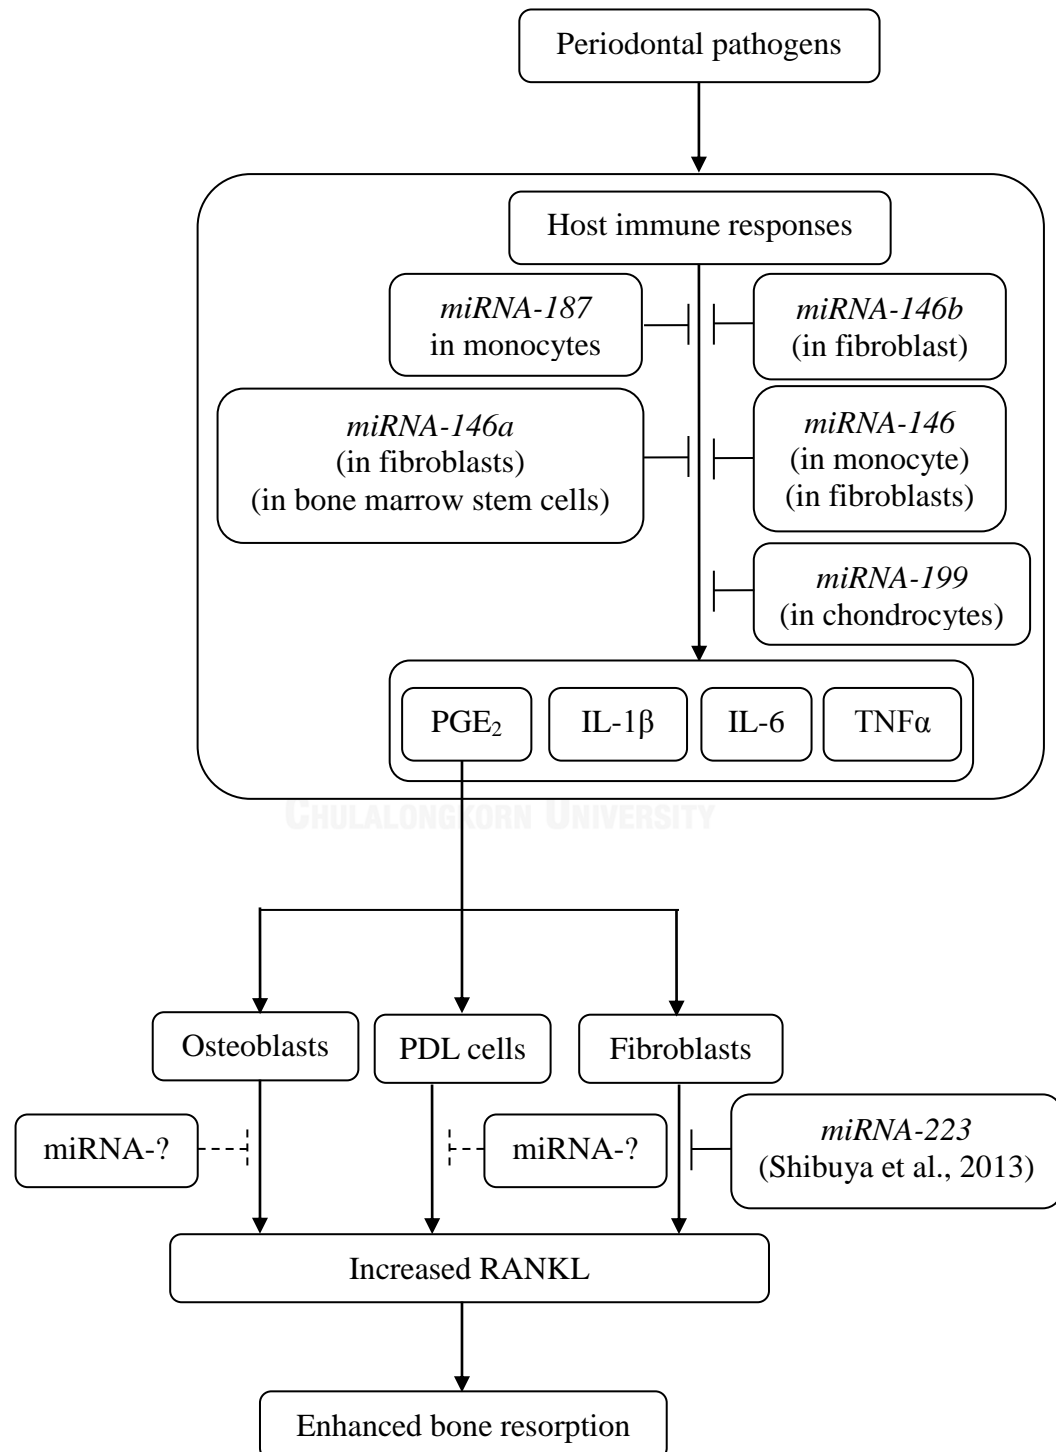 Periodontal pathogens
Host immune responses
miRNA-187
in monocytes
miRNA-146b
(in fibroblast)
miRNA-146a
(in fibroblasts)
(in bone marrow stem cells)
miRNA-146
(in monocyte)
(in fibroblasts)
miRNA-199
(in chondrocytes)
PGE₂ IL-1β IL-6 TNFα
CHULALONGKORN UNIVERSITY
Osteoblasts PDL cells Fibroblasts
miRNA-? miRNA-? miRNA-223
(Shibuya et al., 2013)
Increased RANKL
Enhanced bone resorption